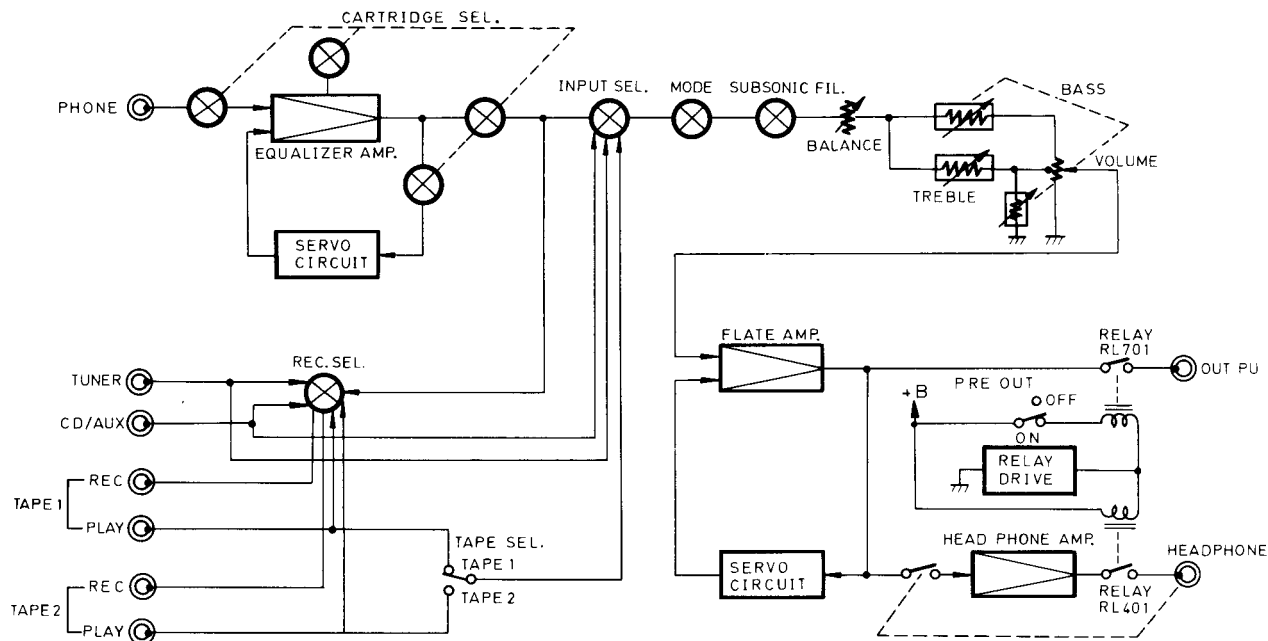 CARTRIDGE SEL.
PHONE
EQUALIZER AMP.
SERVO
CIRCUIT
INPUT SEL.
MODE
SUBSONIC FIL.
BALANCE
BASS
TREBLE
VOLUME
TUNER
CD/AUX
REC. SEL.
TAPE 1
REC
PLAY
TAPE 2
REC
PLAY
TAPE SEL.
TAPE 1
TAPE 2
FLATE AMP.
RELAY
RL701
OUT PU
PRE OUT
+B
OFF
ON
RELAY
DRIVE
SERVO
CIRCUIT
HEAD PHONE AMP.
HEADPHONE
RELAY
RL401